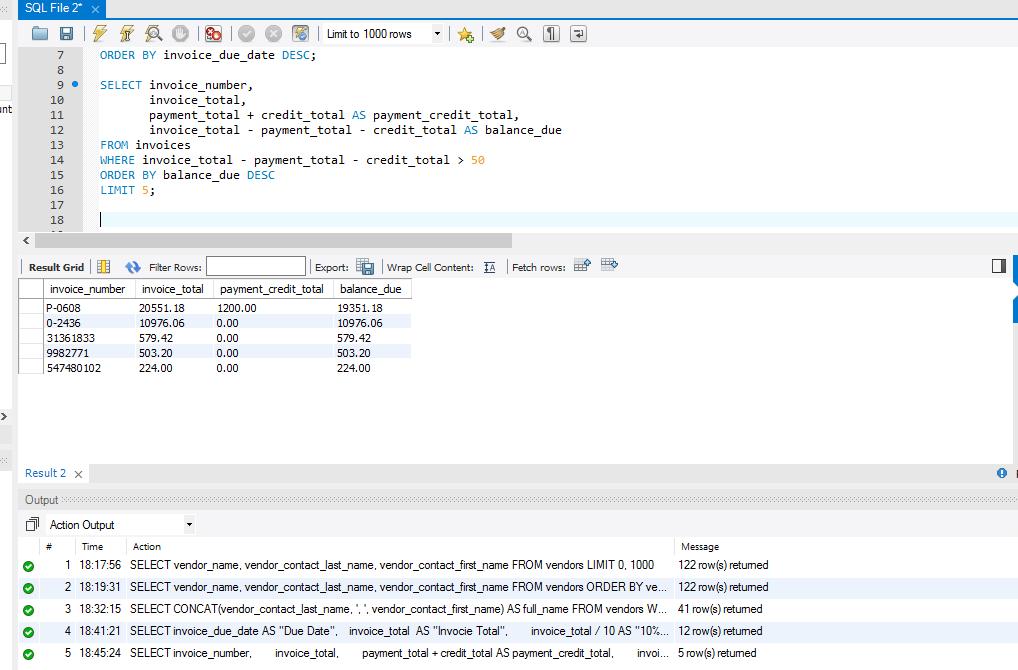 SQL File 2*
Limit to 1000 rows
7 ORDER BY invoice_due_date DESC;
8
9 SELECT invoice_number,
10 invoice_total,
11 payment_total + credit_total AS payment_credit_total,
12 invoice_total - payment_total - credit_total AS balance_due
13 FROM invoices
14 WHERE invoice_total - payment_total - credit_total > 50
15 ORDER BY balance_due DESC
16 LIMIT 5;
17
18
Result Grid Filter Rows: Export: Wrap Cell Content: Fetch rows:
invoice_number invoice_total payment_credit_total balance_due
P-0608 20551.18 1200.00 19351.18
0-2436 10976.06 0.00 10976.06
31361833 579.42 0.00 579.42
9982771 503.20 0.00 503.20
547480102 224.00 0.00 224.00
Result 2
Output
Action Output
# Time Action Message
1 18:17:56 SELECT vendor_name, vendor_contact_last_name, vendor_contact_first_name FROM vendors LIMIT 0, 1000 122 row(s) returned
2 18:19:31 SELECT vendor_name, vendor_contact_last_name, vendor_contact_first_name FROM vendors ORDER BY ve... 122 row(s) returned
3 18:32:15 SELECT CONCAT(vendor_contact_last_name, ', ', vendor_contact_first_name) AS full_name FROM vendors W... 41 row(s) returned
4 18:41:21 SELECT invoice_due_date AS "Due Date", invoice_total AS "Invocie Total", invoice_total / 10 AS "10%... 12 row(s) returned
5 18:45:24 SELECT invoice_number, invoice_total, payment_total + credit_total AS payment_credit_total, invoi... 5 row(s) returned